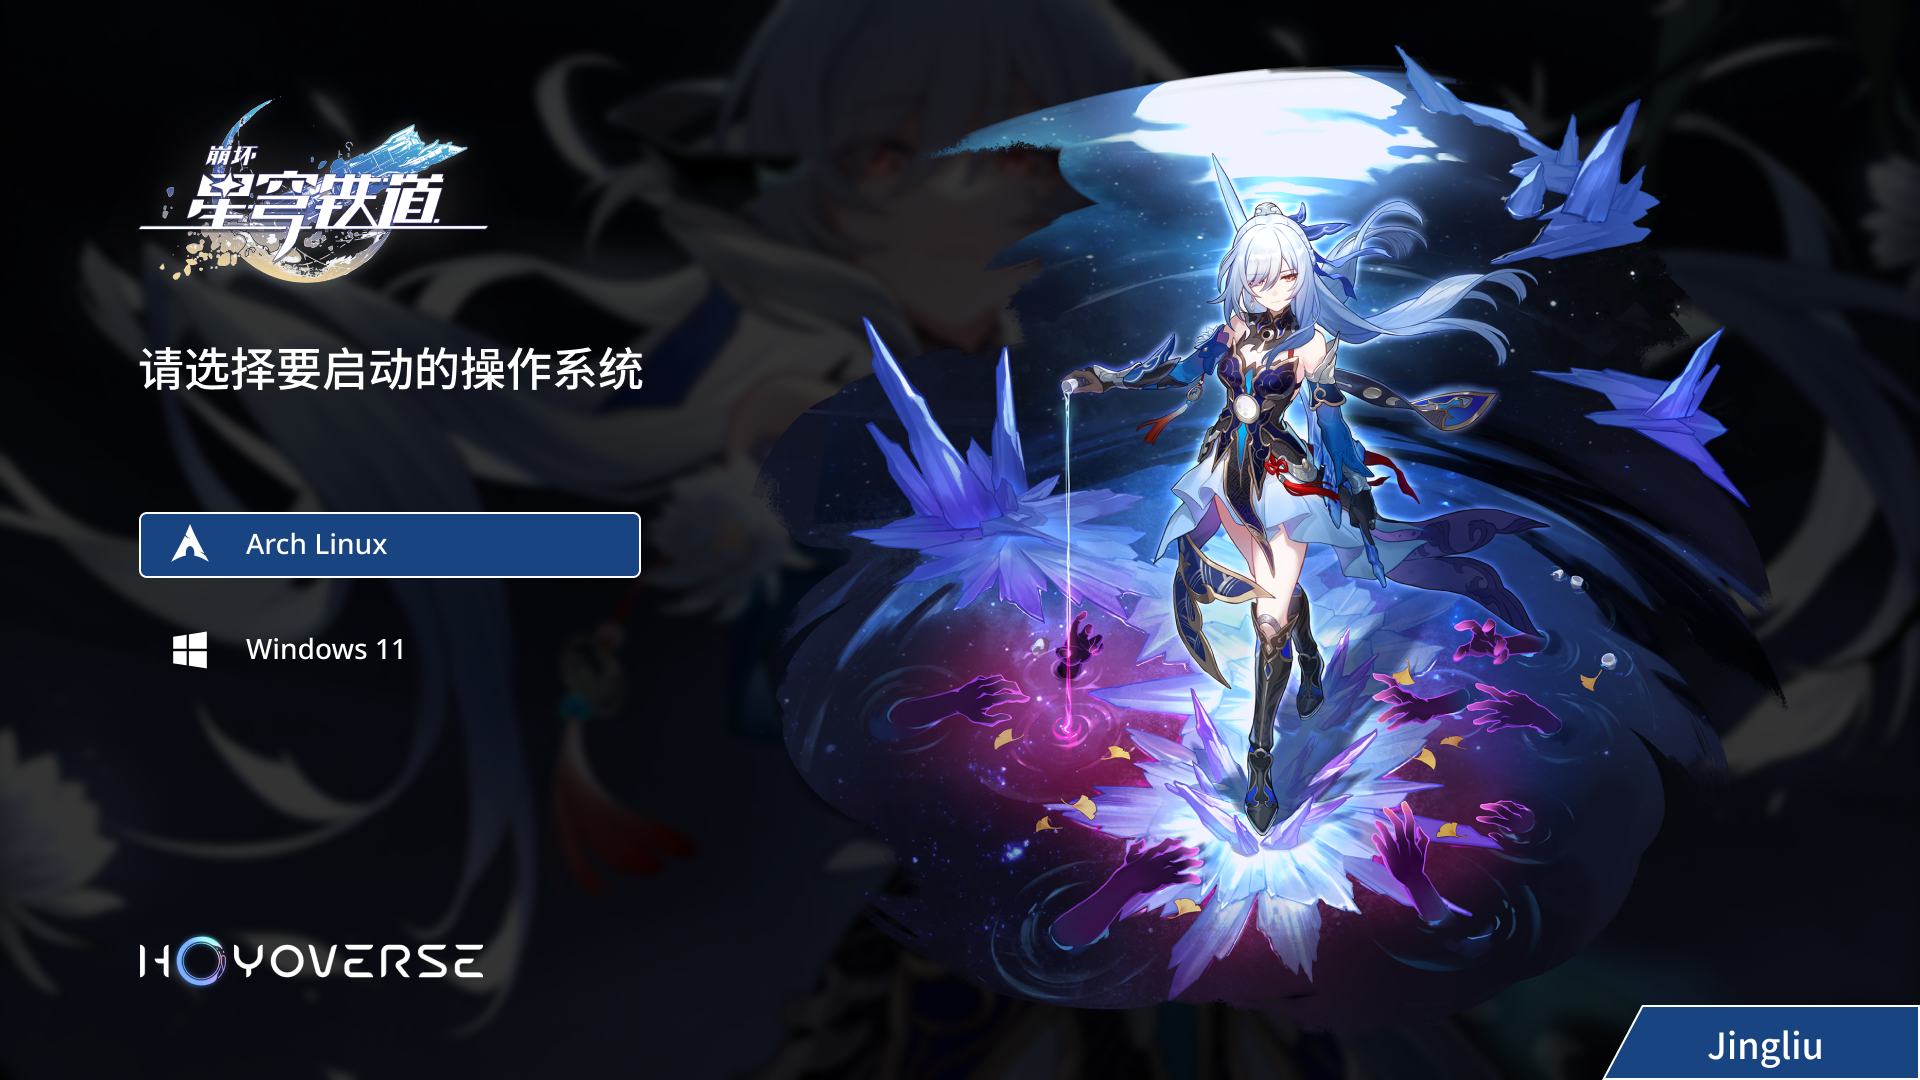 崩坏
星穹铁道
请选择要启动的操作系统
Arch Linux
Windows 11
HOYOVERSE
Jingliu